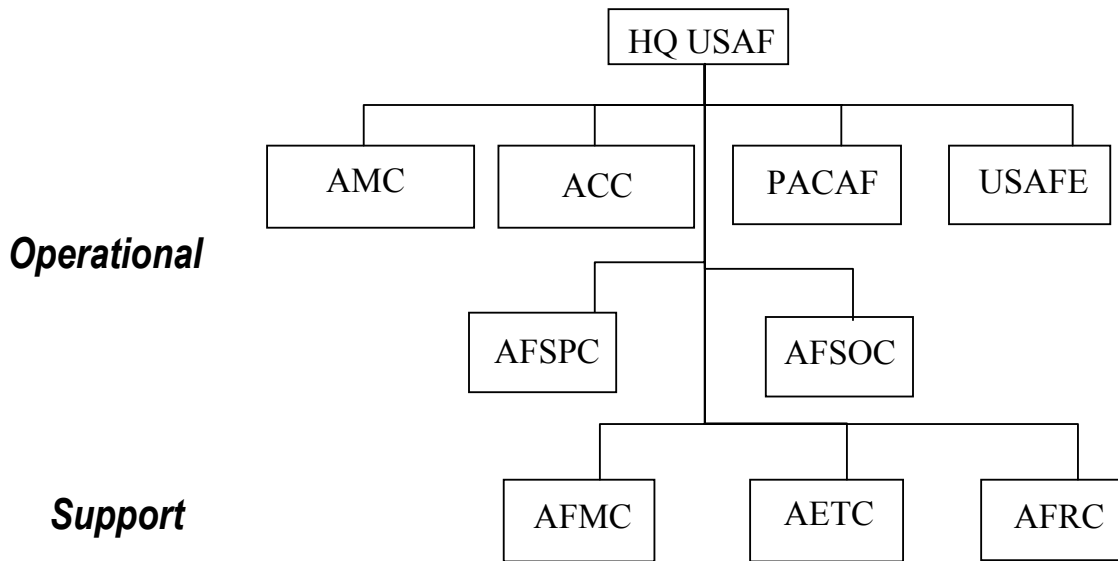 HQ USAF
AMC
ACC
PACAF
USAFE
Operational
AFSPC
AFSOC
Support
AFMC
AETC
AFRC